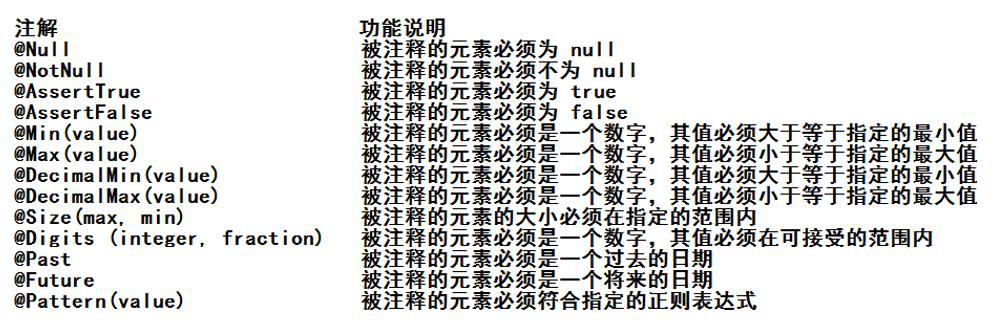 注解 功能说明
@Null 被注释的元素必须为 null
@NotNull 被注释的元素必须不为 null
@AssertTrue 被注释的元素必须为 true
@AssertFalse 被注释的元素必须为 false
@Min(value) 被注释的元素必须是一个数字，其值必须大于等于指定的最小值
@Max(value) 被注释的元素必须是一个数字，其值必须小于等于指定的最大值
@DecimalMin(value) 被注释的元素必须是一个数字，其值必须大于等于指定的最小值
@DecimalMax(value) 被注释的元素必须是一个数字，其值必须小于等于指定的最大值
@Size(max, min) 被注释的元素的大小必须在指定的范围内
@Digits (integer, fraction) 被注释的元素必须是一个数字，其值必须在可接受的范围内
@Past 被注释的元素必须是一个过去的日期
@Future 被注释的元素必须是一个将来的日期
@Pattern(value) 被注释的元素必须符合指定的正则表达式